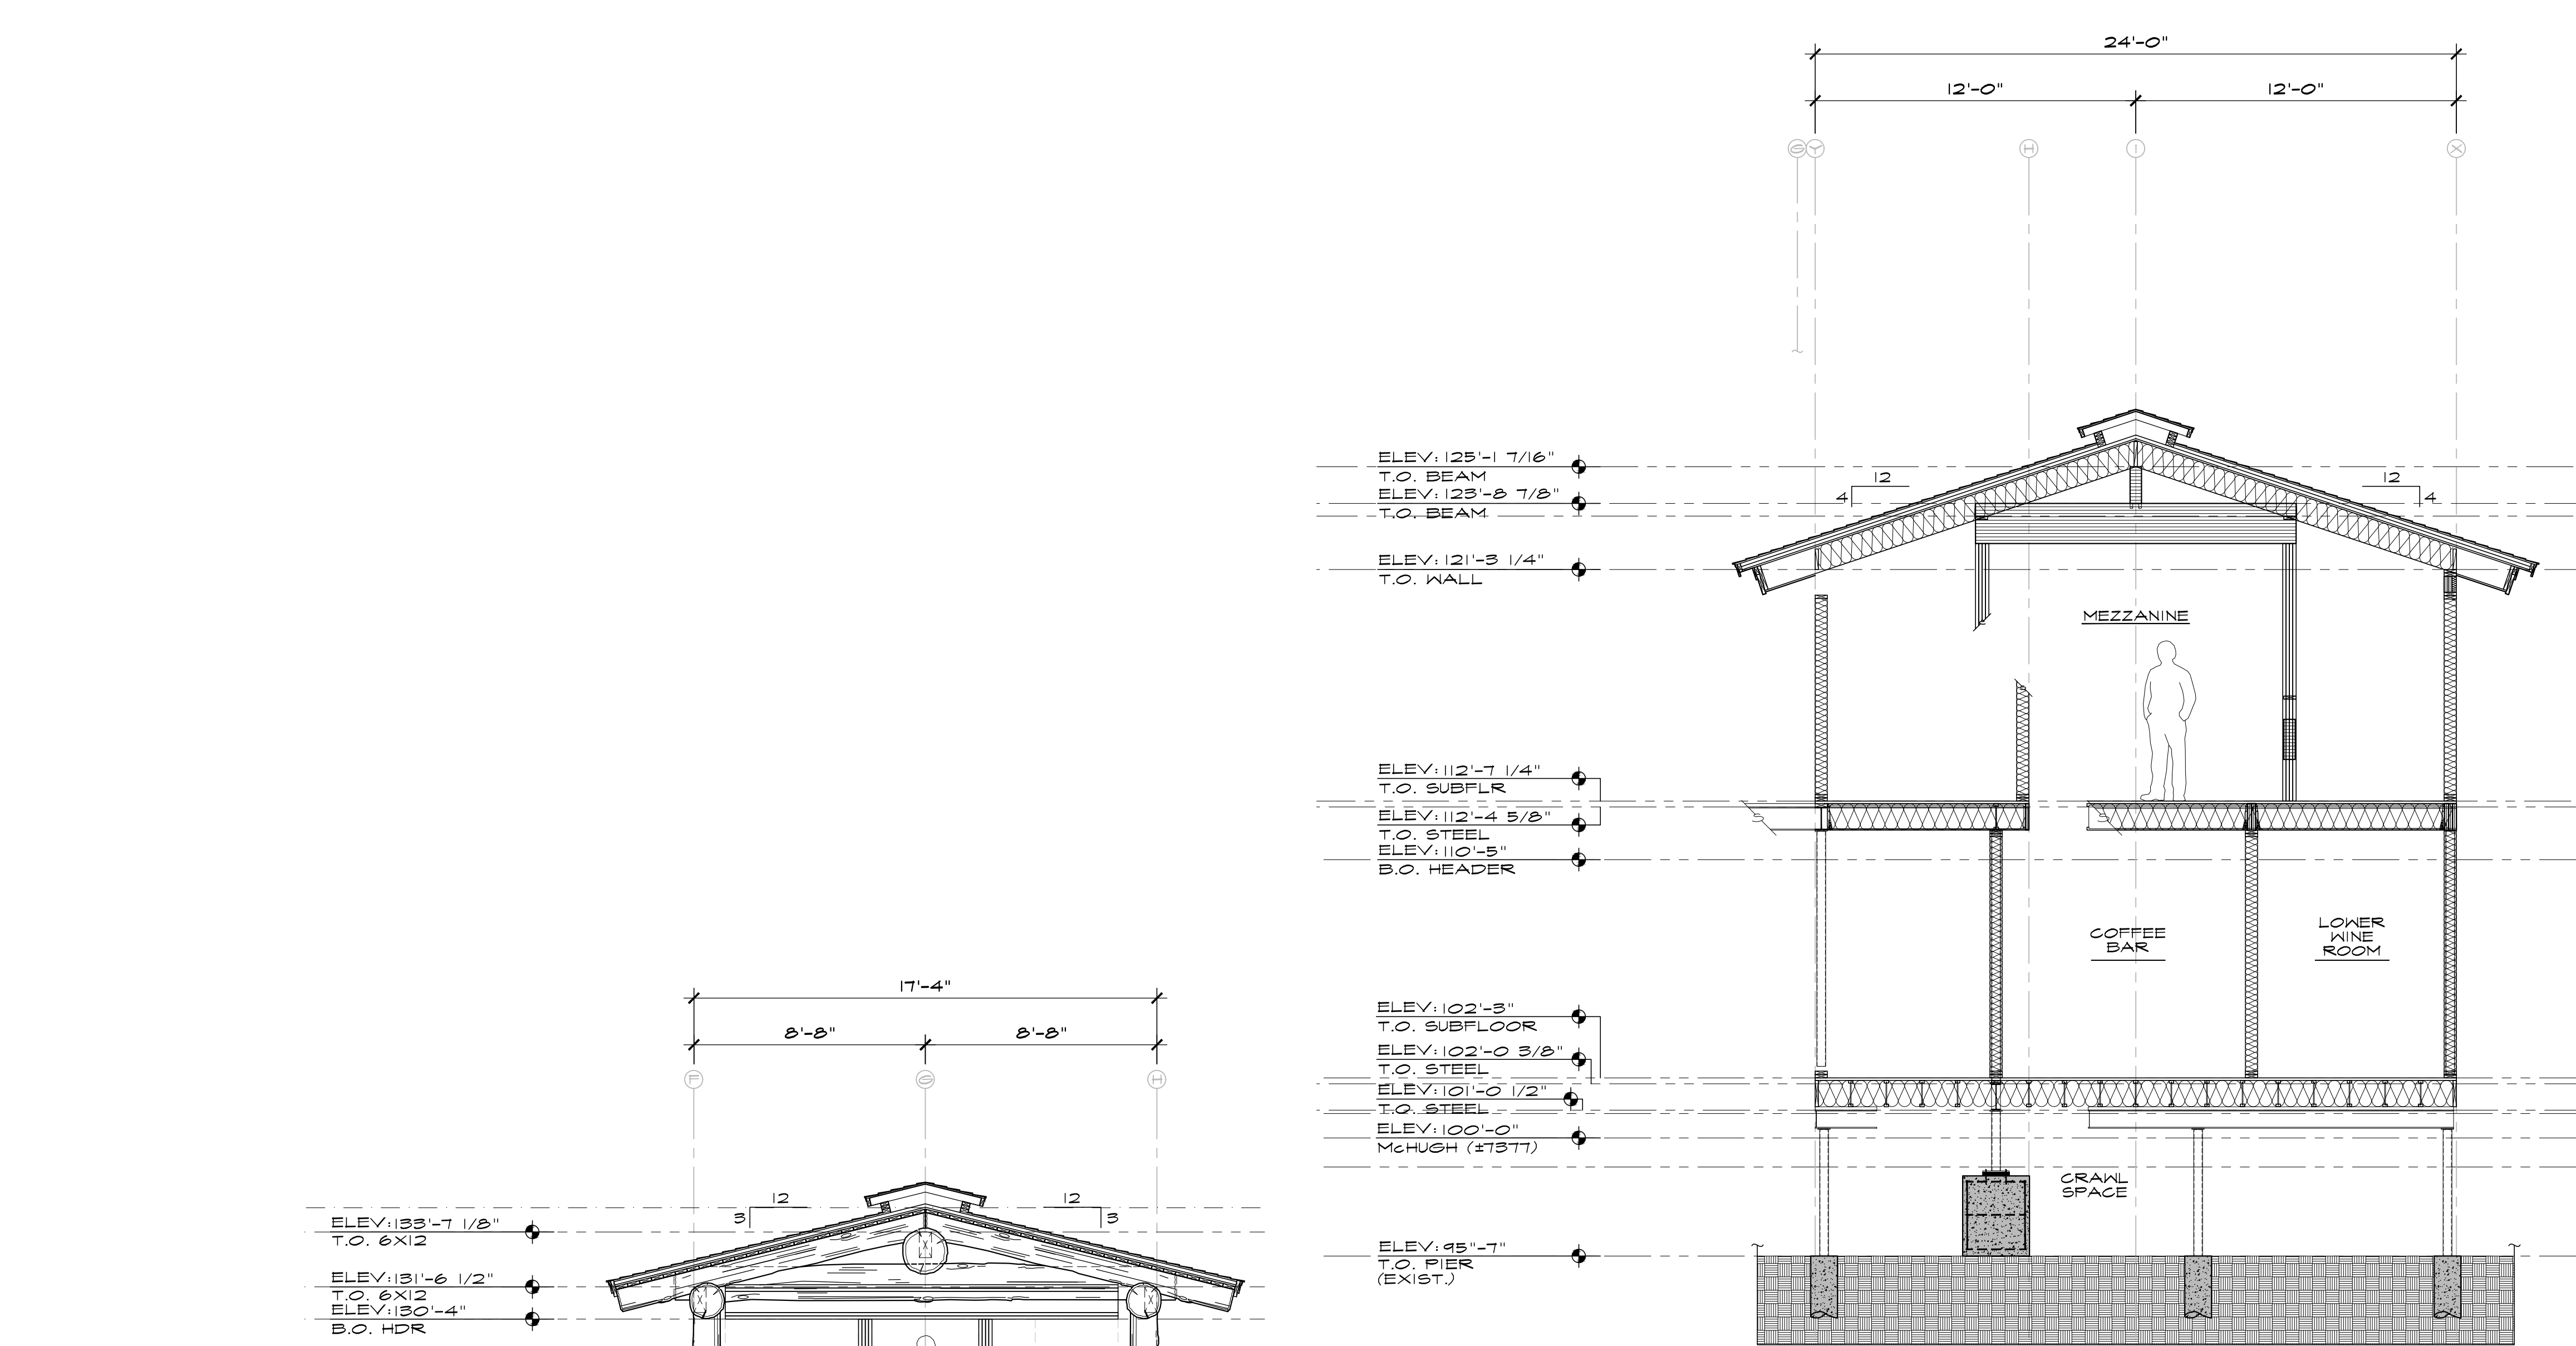 24'-0"
12'-0" 12'-0"
G Y H I X
ELEV: 125'-1 7/16"
T.O. BEAM
ELEV: 123'-8 7/8"
T.O. BEAM
12
4
12
4
ELEV: 121'-3 1/4"
T.O. WALL
MEZZANINE
ELEV: 112'-7 1/4"
T.O. SUBFLR
ELEV: 112'-4 5/8"
T.O. STEEL
ELEV: 110'-5"
B.O. HEADER
COFFEE
BAR
LOWER
WINE
ROOM
ELEV: 102'-3"
T.O. SUBFLOOR
ELEV: 102'-0 3/8"
T.O. STEEL
ELEV: 101'-0 1/2"
T.O. STEEL
ELEV: 100'-0"
McHUGH (±7377)
CRAWL
SPACE
ELEV: 95"-7"
T.O. PIER
(EXIST.)
17'-4"
8'-8" 8'-8"
F G H
12
3
12
3
ELEV: 133'-7 1/8"
T.O. 6X12
ELEV: 131'-6 1/2"
T.O. 6X12
ELEV: 130'-4"
B.O. HDR